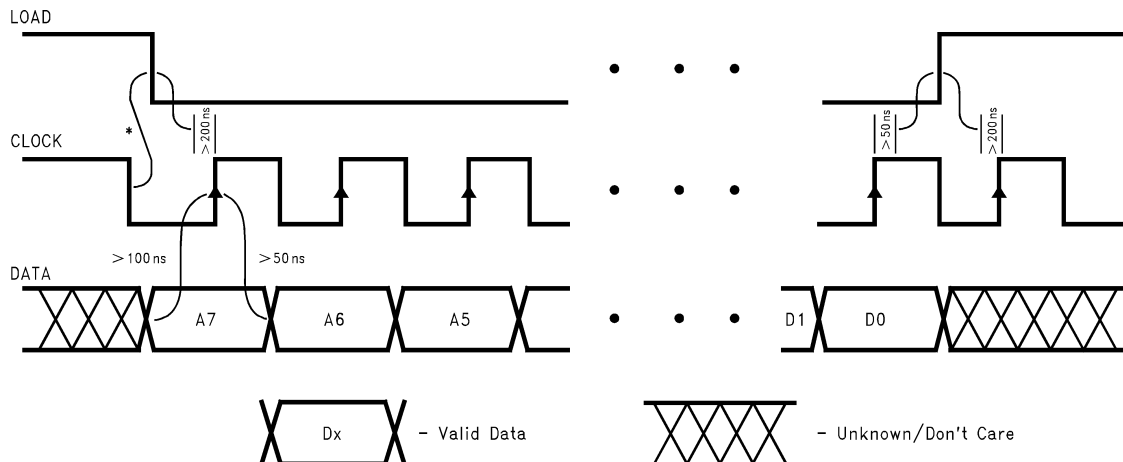 LOAD
*
>200ns
>50ns
>200ns
CLOCK
>100ns
>50ns
DATA
A7
A6
A5
D1
D0
Dx
– Valid Data
– Unknown/Don't Care